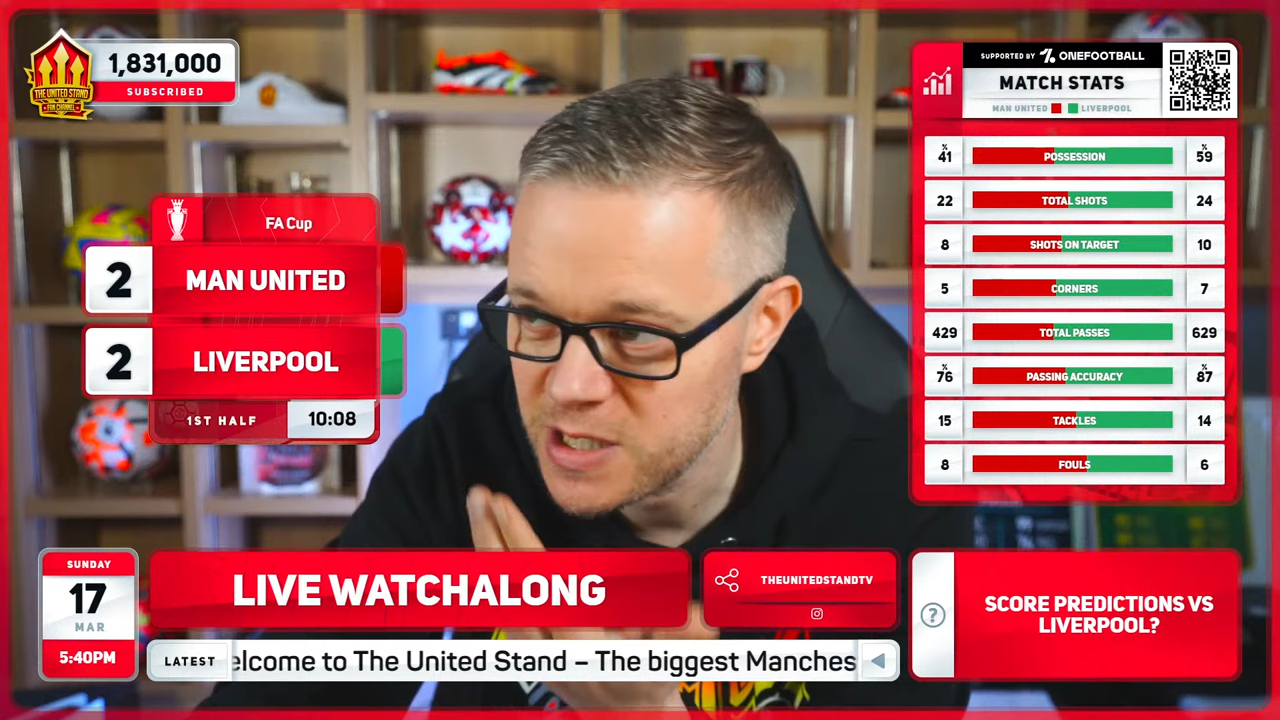 1,831,000
SUBSCRIBED
THE UNITED STAND
FAN CHANNEL
FA Cup
2 MAN UNITED
2 LIVERPOOL
1ST HALF 10:08
SUPPORTED BY ONEFOOTBALL
MATCH STATS
MAN UNITED LIVERPOOL
% %
41 POSSESSION 59
22 TOTAL SHOTS 24
8 SHOTS ON TARGET 10
5 CORNERS 7
429 TOTAL PASSES 629
% %
76 PASSING ACCURACY 87
15 TACKLES 14
8 FOULS 6
SUNDAY
17
MAR
5:40PM
LIVE WATCHALONG
THEUNITEDSTANDTV
SCORE PREDICTIONS VS
LIVERPOOL?
LATEST elcome to The United Stand – The biggest Manches